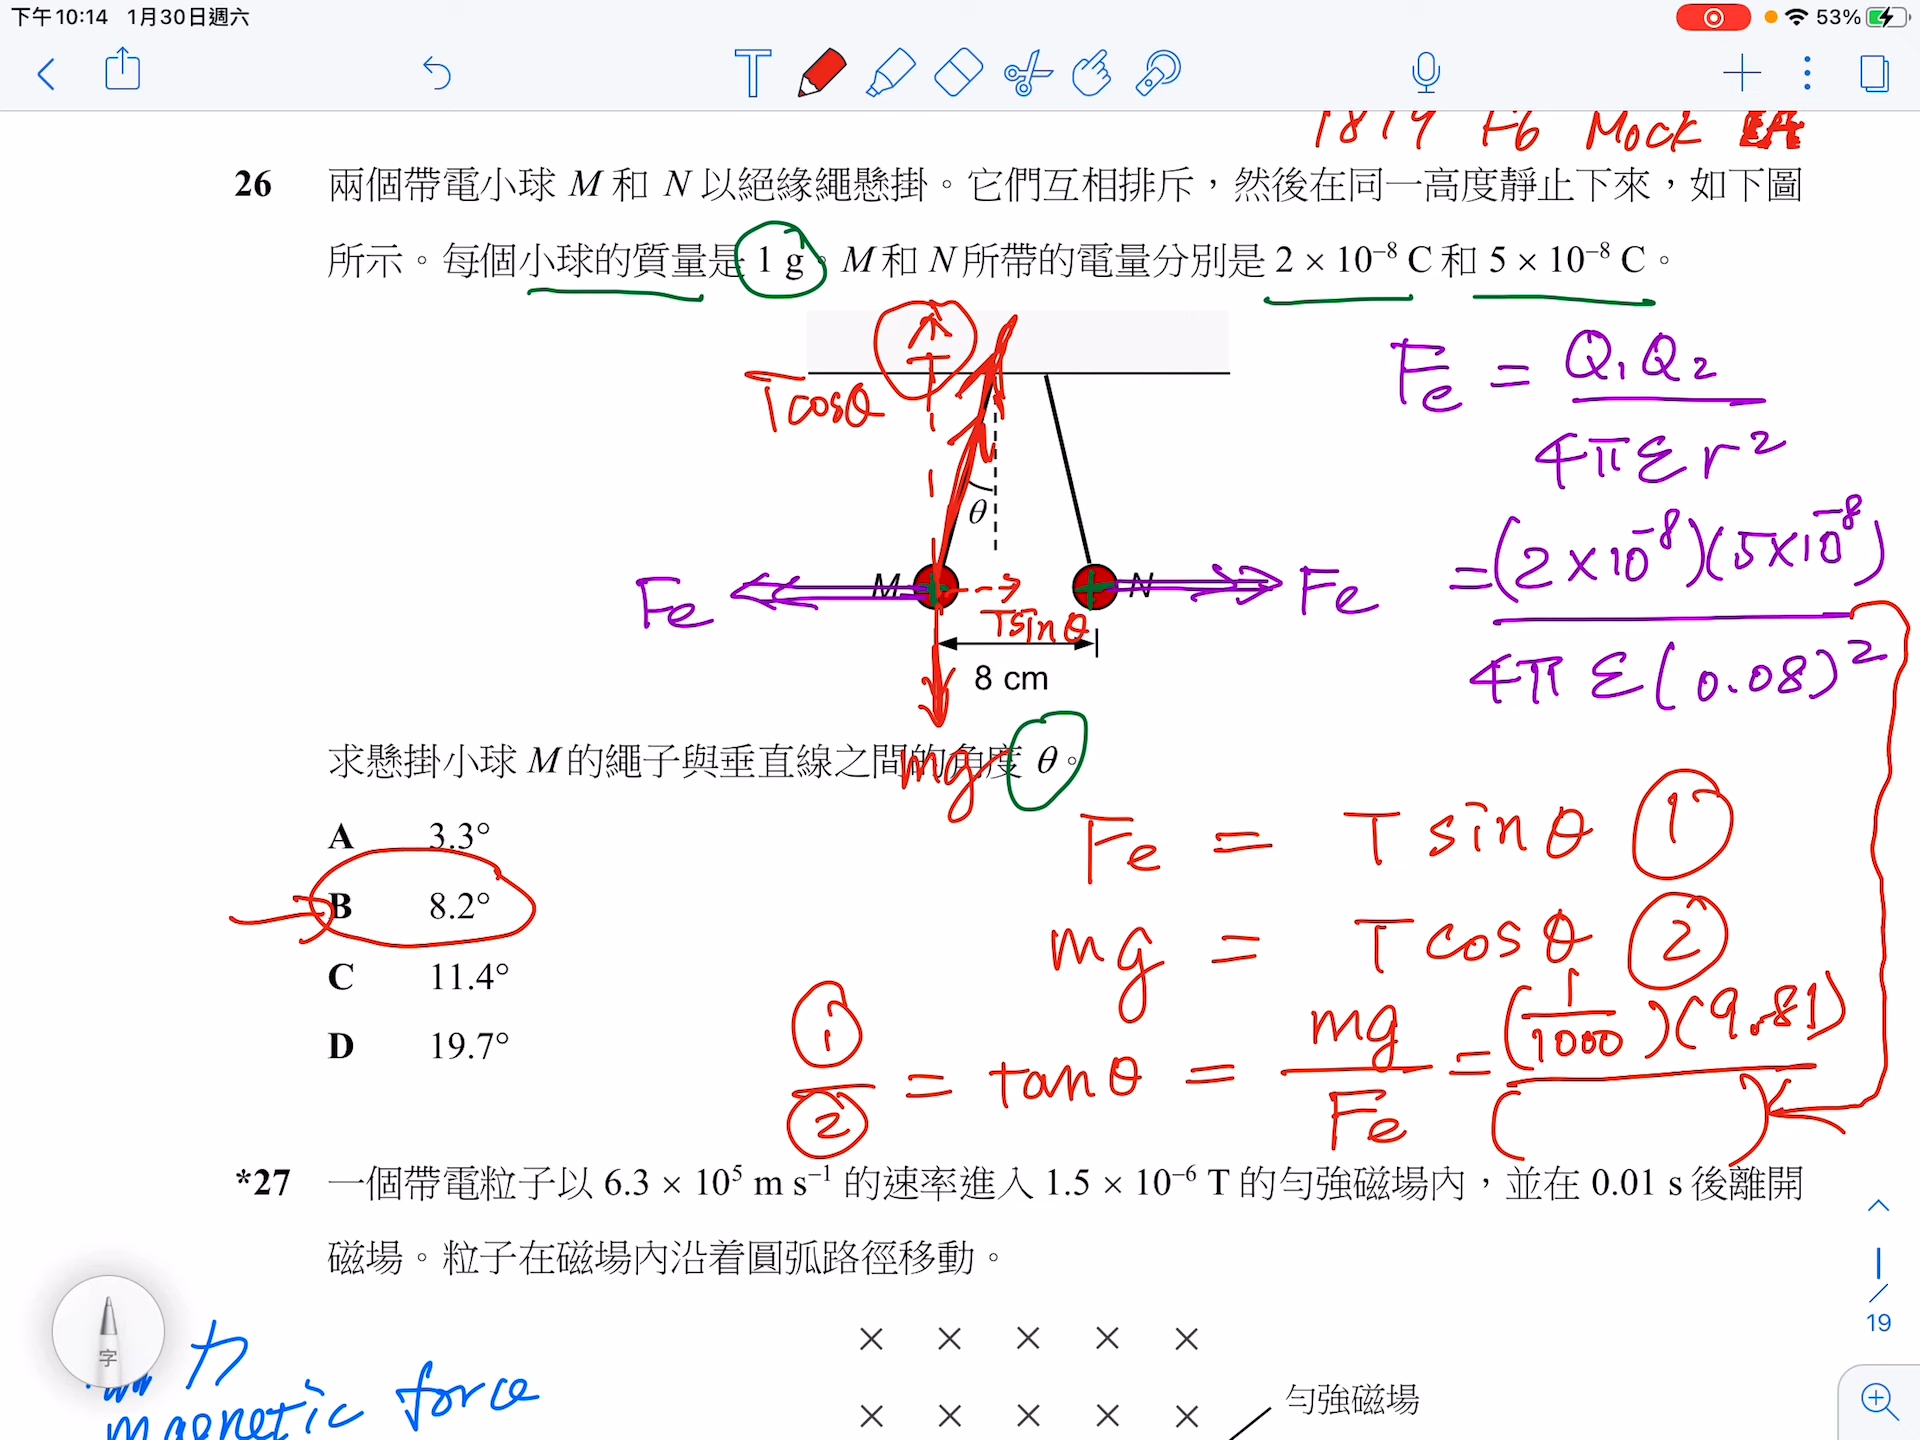 下午10:14 1月30日週六
53%
1819 F6 Mock
26 兩個帶電小球 M 和 N 以絕緣繩懸掛。它們互相排斥，然後在同一高度靜止下來，如下圖
所示。每個小球的質量是 1 g。M 和 N 所帶的電量分別是 2 × 10⁻⁸ C 和 5 × 10⁻⁸ C。
T
T cosθ
θ
Fe
M
N
Fe
T sin θ
8 cm
mg
Fe = Q₁Q₂ / 4πεr²
= (2×10⁻⁸)(5×10⁻⁸) / 4πε(0.08)²
求懸掛小球 M 的繩子與垂直線之間的角度 θ。
A 3.3°
B 8.2°
C 11.4°
D 19.7°
Fe = T sinθ ①
mg = T cosθ ②
①/② = tanθ = mg/Fe = (1/1000)(9.81) / ( )
*27 一個帶電粒子以 6.3 × 10⁵ m s⁻¹ 的速率進入 1.5 × 10⁻⁶ T 的勻強磁場內，並在 0.01 s 後離開
磁場。粒子在磁場內沿着圓弧路徑移動。
× × × × ×
勻強磁場
× × × × ×
字
力
magnetic force
1
/
19